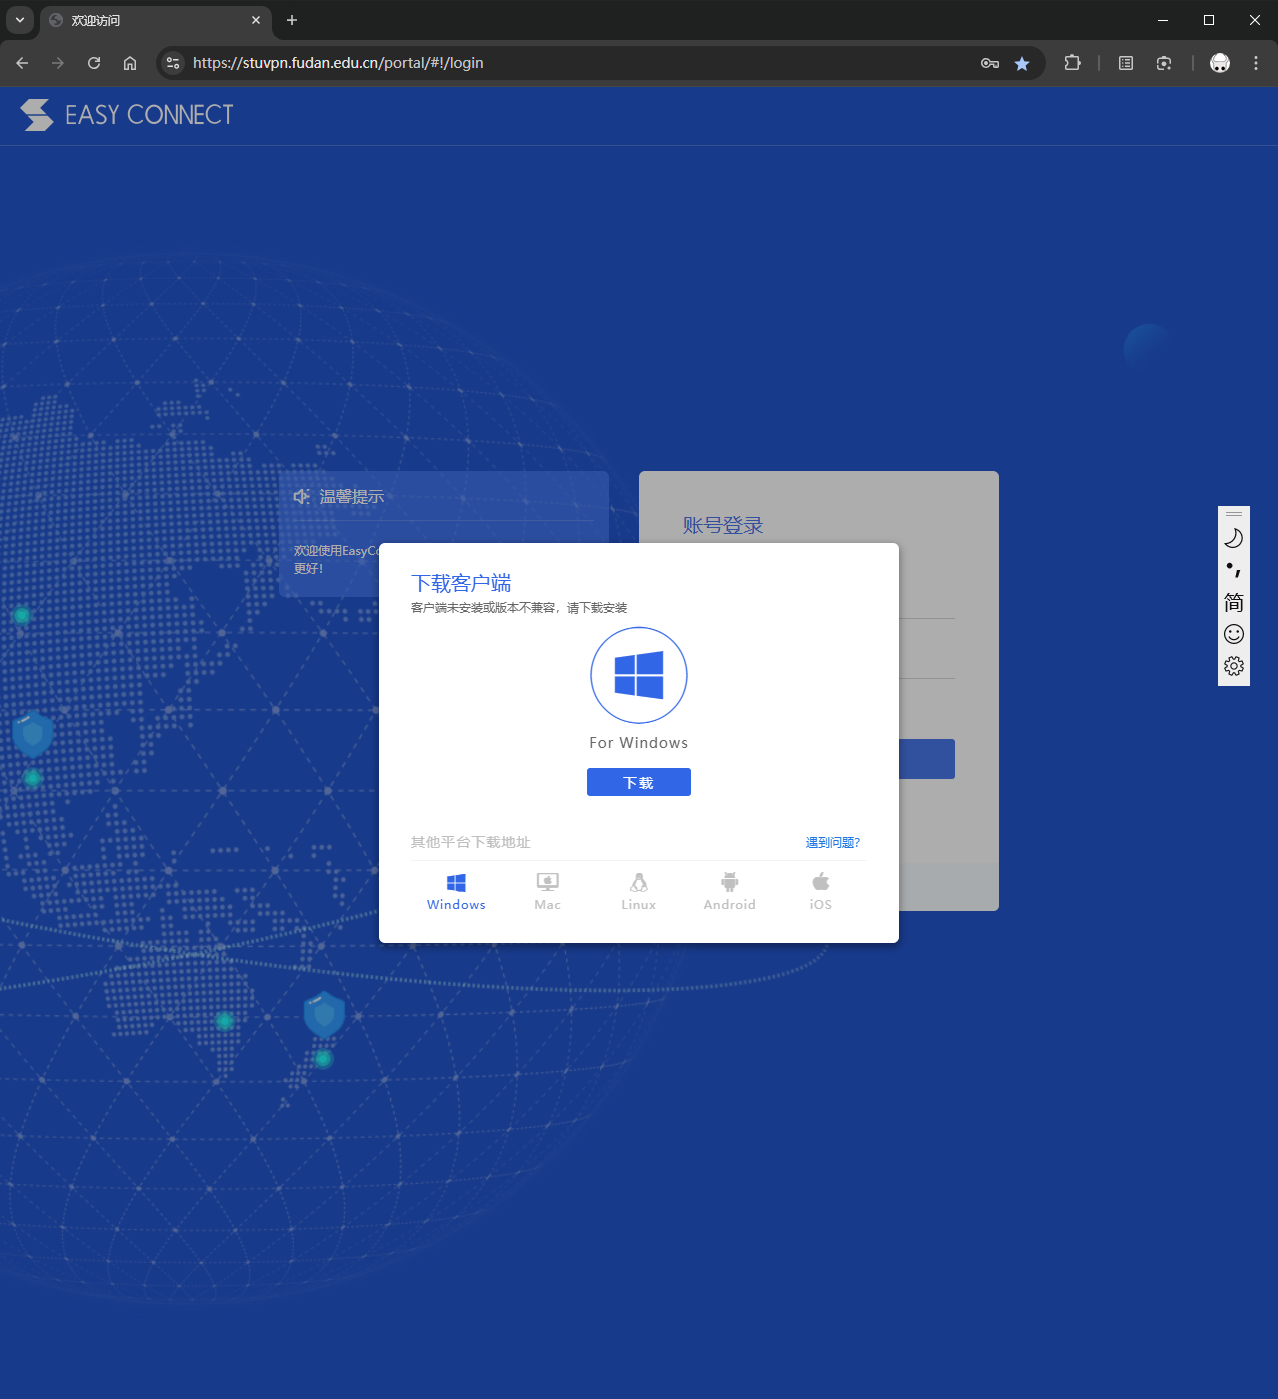 欢迎访问
https://stuvpn.fudan.edu.cn/portal/#!/login
EASY CONNECT
温馨提示
欢迎使用EasyCo
更好！
账号登录
下载客户端
客户端未安装或版本不兼容，请下载安装
For Windows
下载
其他平台下载地址
遇到问题?
Windows
Mac
Linux
Android
iOS
简